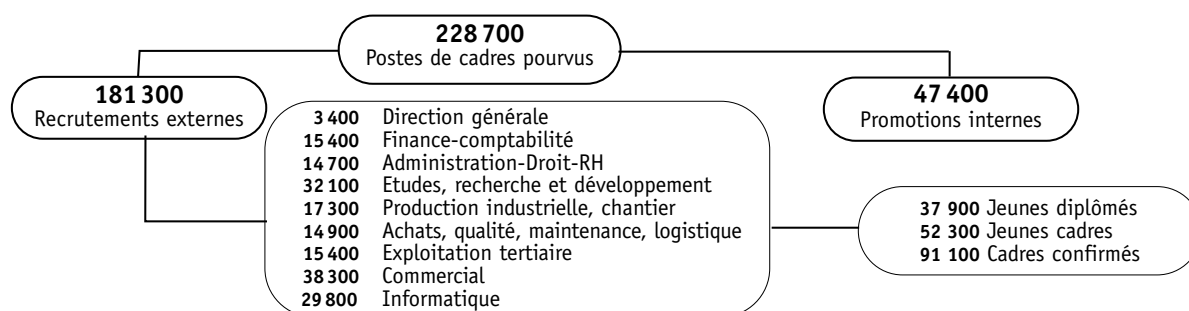 228 700
Postes de cadres pourvus
181 300
Recrutements externes
47 400
Promotions internes
3 400 Direction générale
15 400 Finance-comptabilité
14 700 Administration-Droit-RH
32 100 Etudes, recherche et développement
17 300 Production industrielle, chantier
14 900 Achats, qualité, maintenance, logistique
15 400 Exploitation tertiaire
38 300 Commercial
29 800 Informatique
37 900 Jeunes diplômés
52 300 Jeunes cadres
91 100 Cadres confirmés